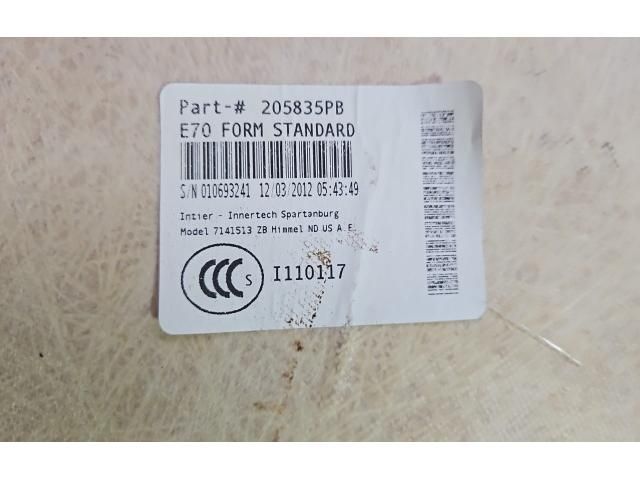 Part-# 205835PB
E70 FORM STANDARD
S/N 010693241 12/03/2012 05:43:49
Intier - Innertech Spartanburg
Model 7141513 ZB Himmel ND US A.E.
CCC S I110117